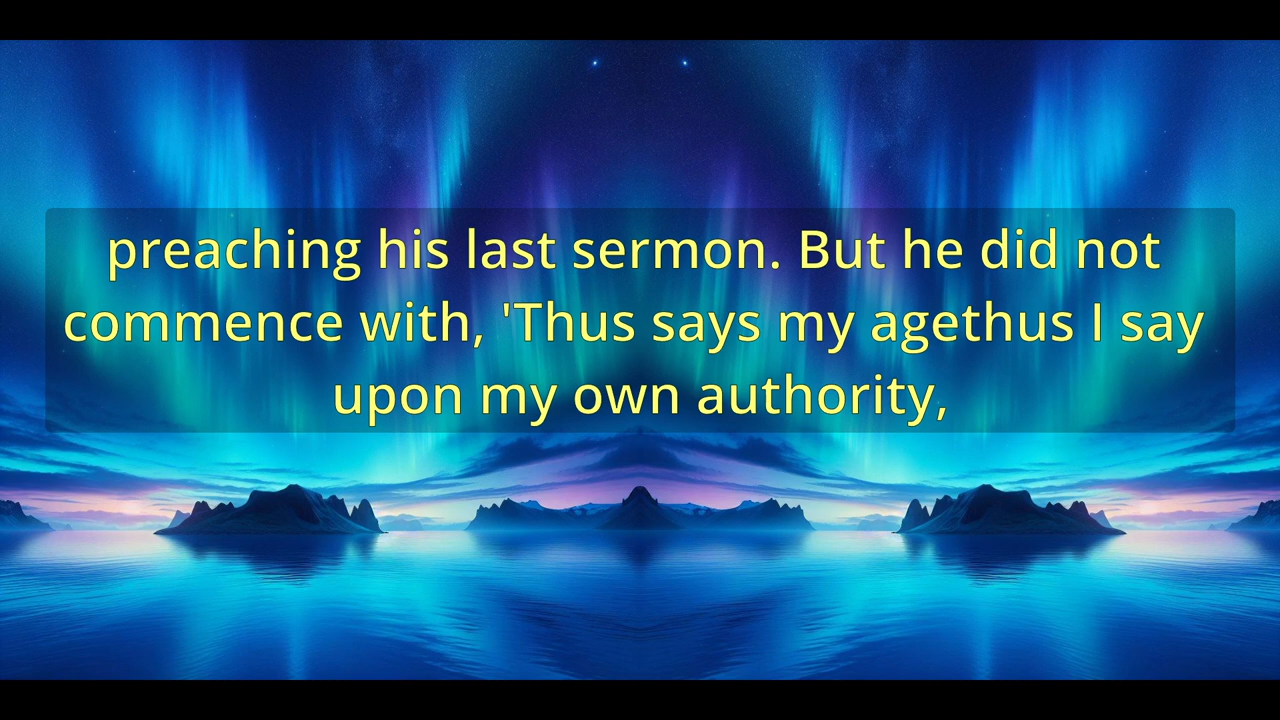 preaching his last sermon. But he did not
commence with, 'Thus says my agethus I say
upon my own authority,